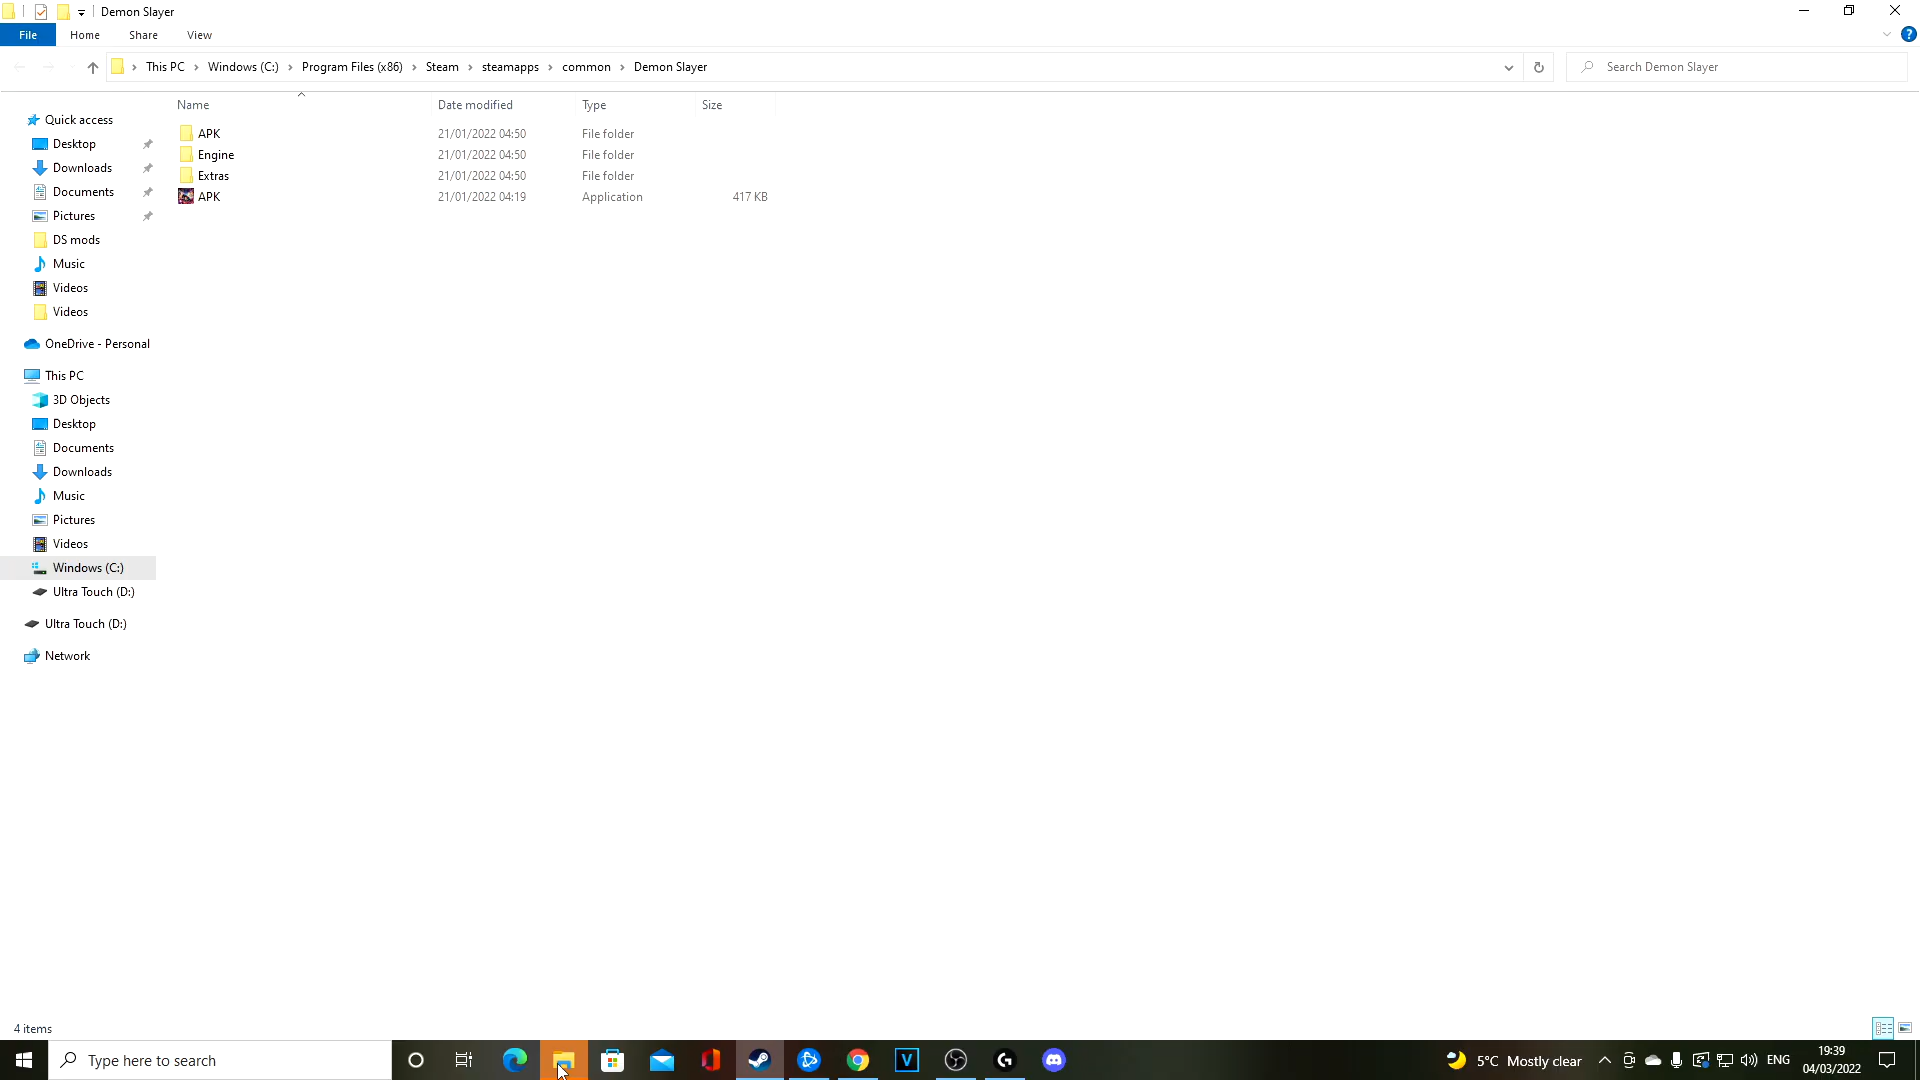 Demon Slayer
File Home Share View
This PC Windows (C:) Program Files (x86) Steam steamapps common Demon Slayer
Search Demon Slayer
Name Date modified Type Size
APK 21/01/2022 04:50 File folder
Engine 21/01/2022 04:50 File folder
Extras 21/01/2022 04:50 File folder
APK 21/01/2022 04:19 Application 417 KB
Quick access
Desktop
Downloads
Documents
Pictures
DS mods
Music
Videos
Videos
OneDrive - Personal
This PC
3D Objects
Desktop
Documents
Downloads
Music
Pictures
Videos
Windows (C:)
Ultra Touch (D:)
Ultra Touch (D:)
Network
4 items
Type here to search
5°C Mostly clear
ENG
19:39
04/03/2022